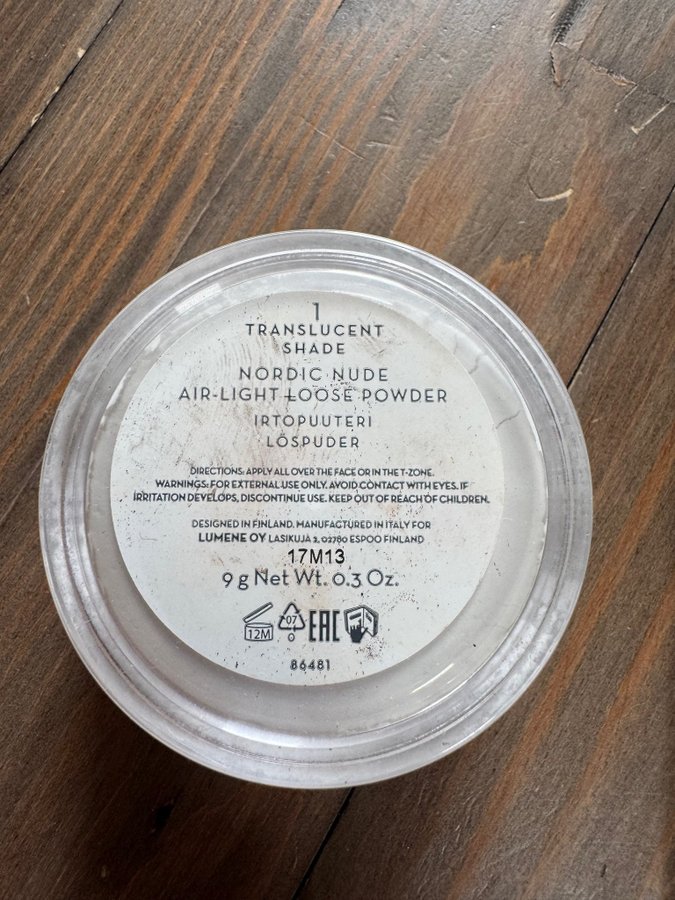 1
TRANSLUCENT
SHADE
NORDIC NUDE
AIR-LIGHT LOOSE POWDER
IRTOPUUTERI
LÖSPUDER
DIRECTIONS: APPLY ALL OVER THE FACE OR IN THE T-ZONE.
WARNINGS: FOR EXTERNAL USE ONLY. AVOID CONTACT WITH EYES. IF
IRRITATION DEVELOPS, DISCONTINUE USE. KEEP OUT OF REACH OF CHILDREN.
DESIGNED IN FINLAND. MANUFACTURED IN ITALY FOR
LUMENE OY LASIKUJA 2, 02780 ESPOO FINLAND
17M13
9 g Net Wt. 0.3 Oz.
12M 07 O EAC
86481